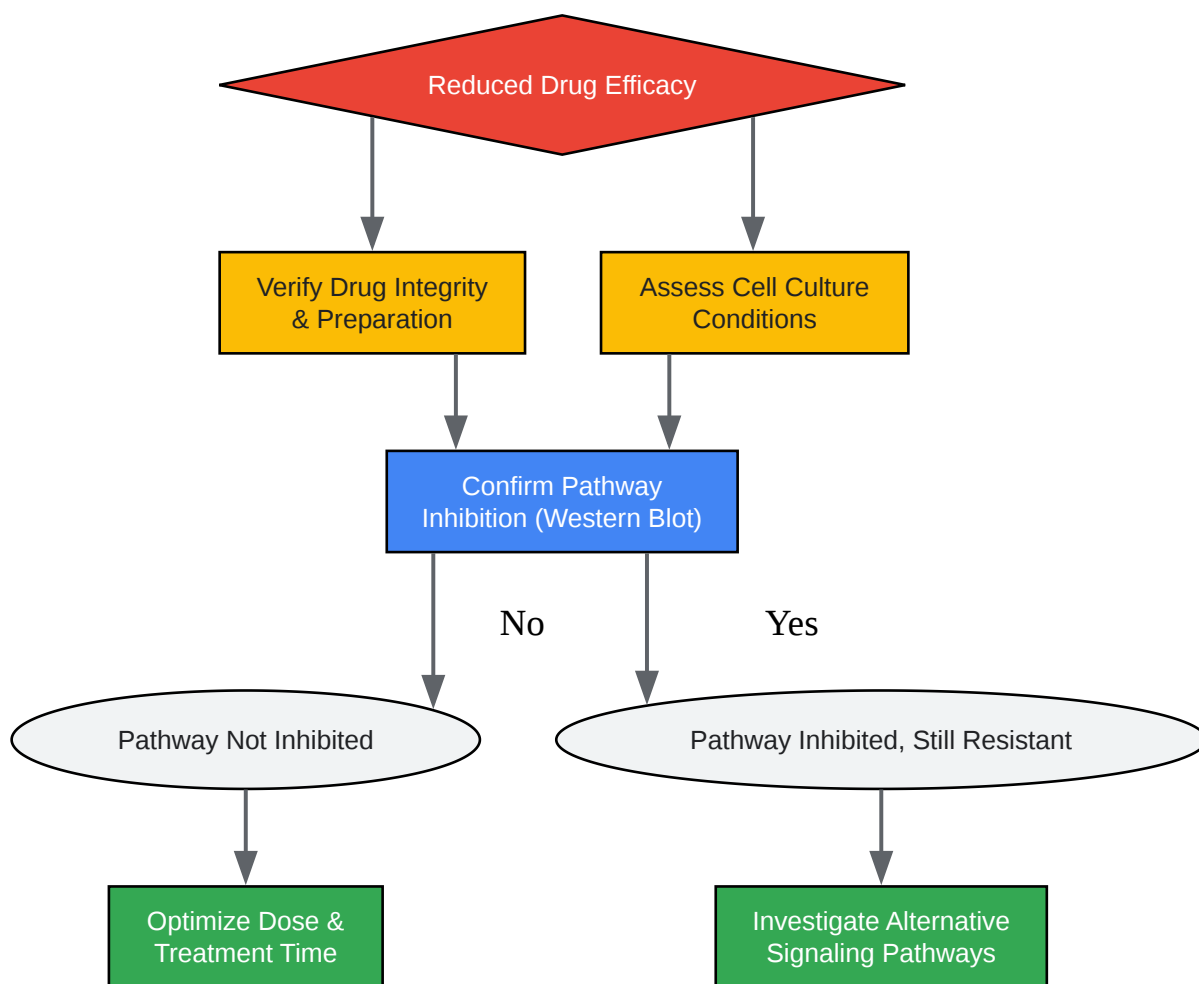 Reduced Drug Efficacy
Verify Drug Integrity
& Preparation
Assess Cell Culture
Conditions
Confirm Pathway
Inhibition (Western Blot)
No
Yes
Pathway Not Inhibited
Pathway Inhibited, Still Resistant
Optimize Dose &
Treatment Time
Investigate Alternative
Signaling Pathways